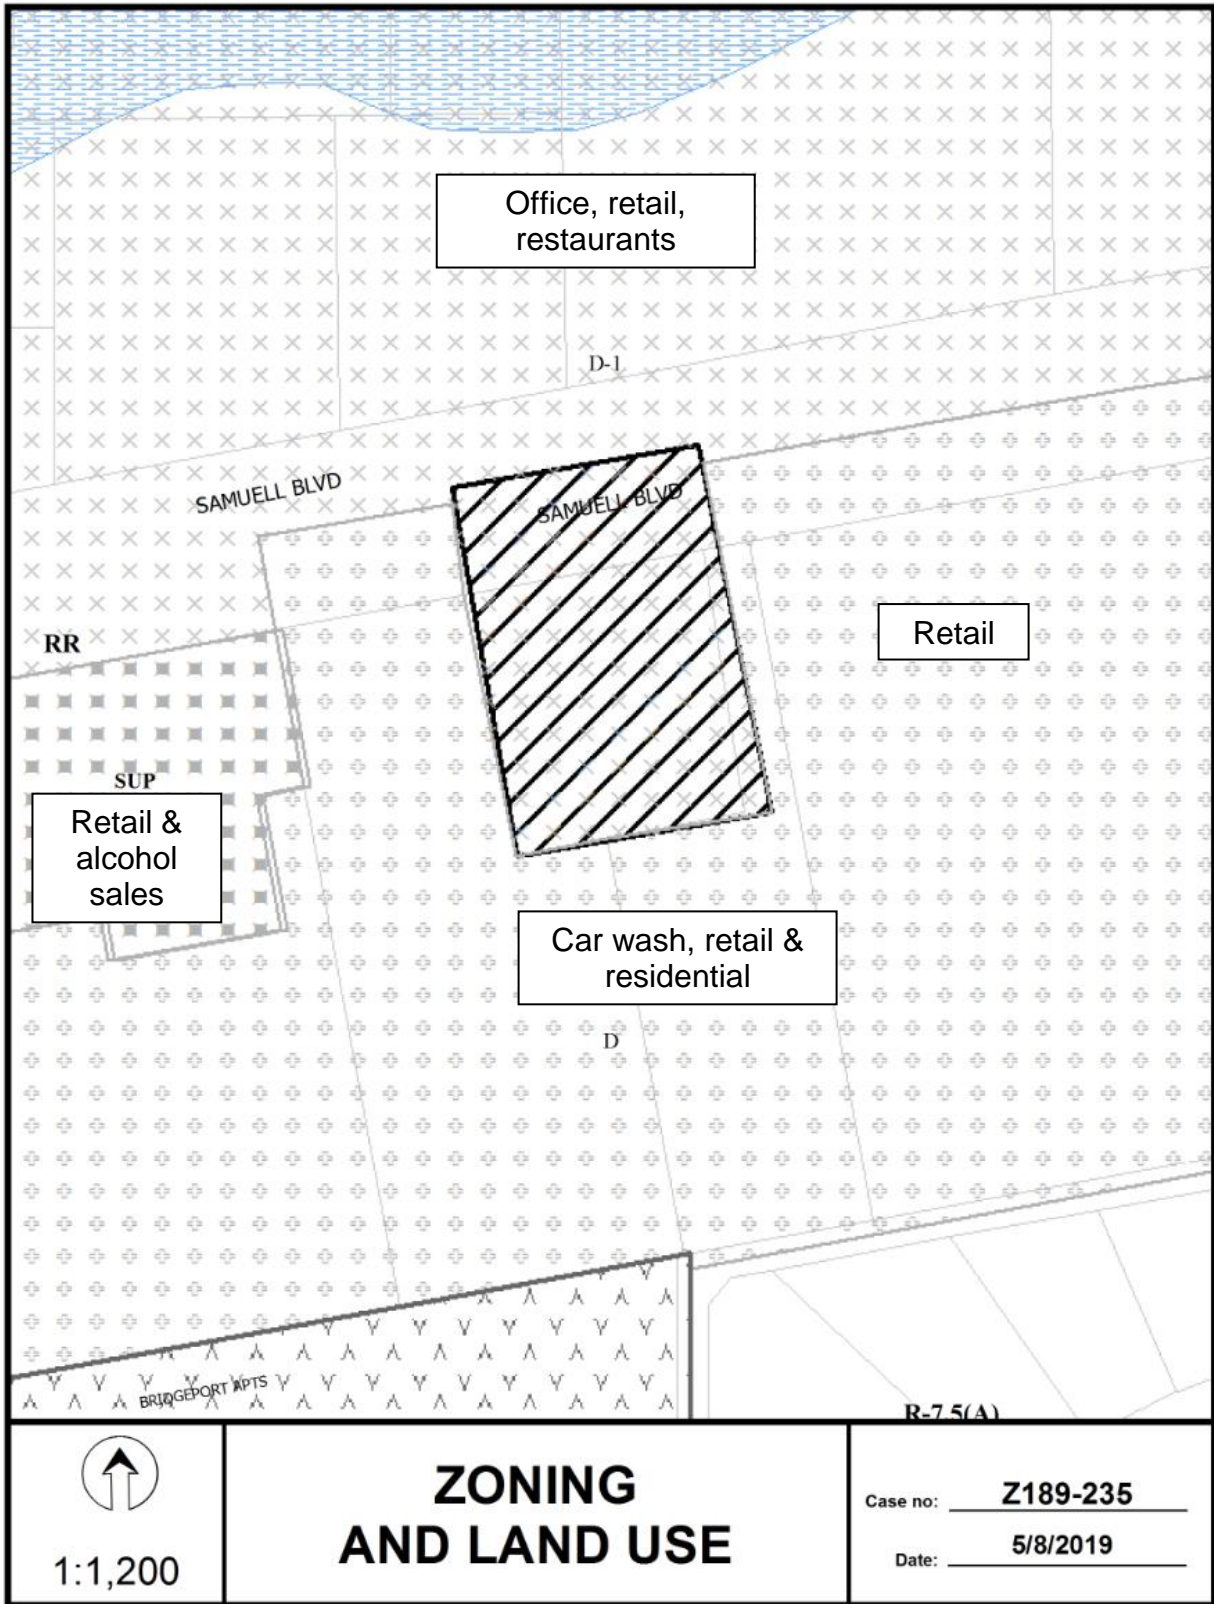 Office, retail,
restaurants
D-1
SAMUELL BLVD
SAMUELL BLVD
RR
Retail
SUP
Retail &
alcohol
sales
Car wash, retail &
residential
D
BRIDGEPORT APTS
R-7.5(A)
1:1,200
ZONING
AND LAND USE
Case no: Z189-235
Date: 5/8/2019